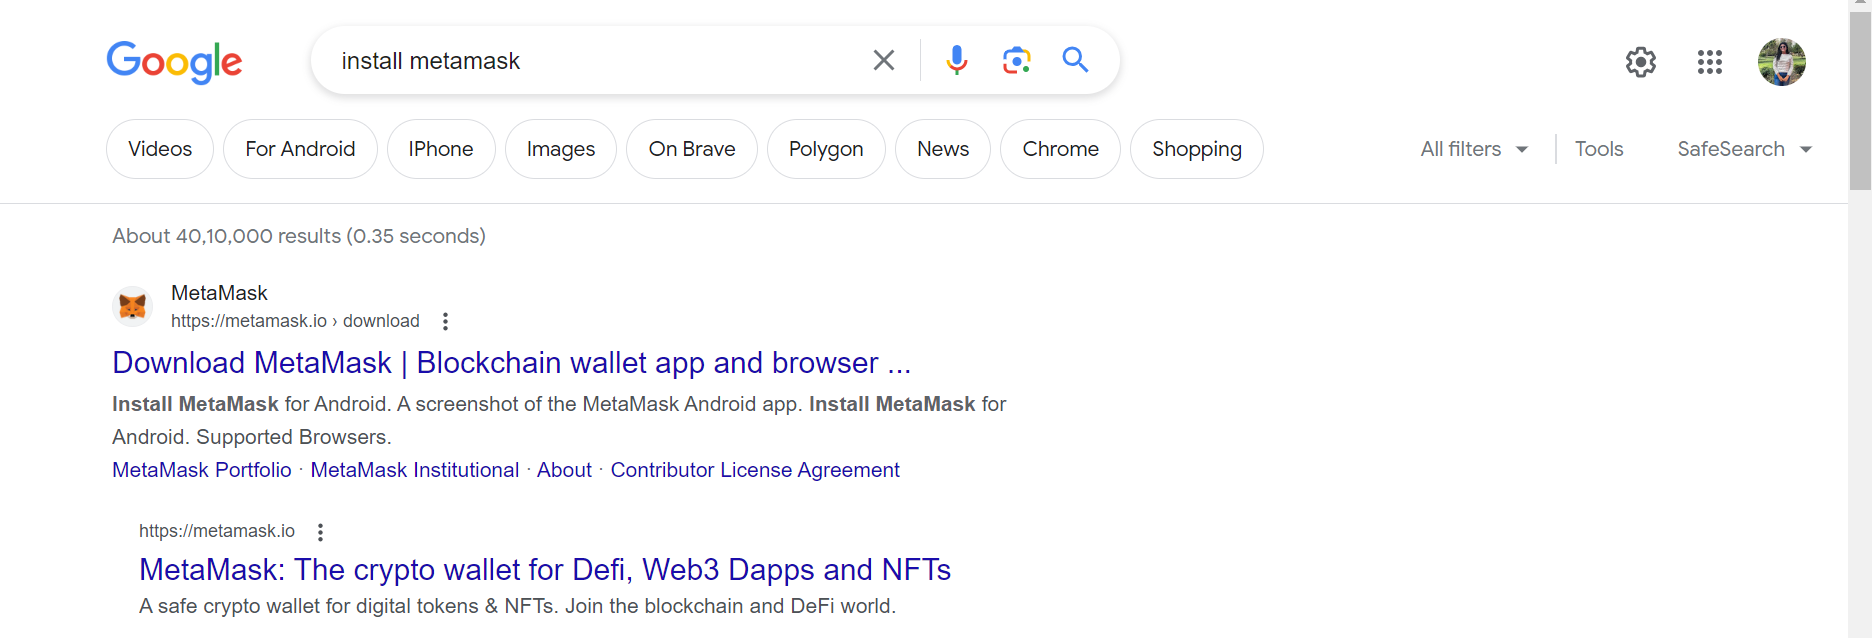 Google
install metamask
Videos
For Android
IPhone
Images
On Brave
Polygon
News
Chrome
Shopping
All filters
Tools
SafeSearch
About 40,10,000 results (0.35 seconds)
MetaMask
https://metamask.io › download
Download MetaMask | Blockchain wallet app and browser ...
Install MetaMask for Android. A screenshot of the MetaMask Android app. Install MetaMask for
Android. Supported Browsers.
MetaMask Portfolio · MetaMask Institutional · About · Contributor License Agreement
https://metamask.io
MetaMask: The crypto wallet for Defi, Web3 Dapps and NFTs
A safe crypto wallet for digital tokens & NFTs. Join the blockchain and DeFi world.